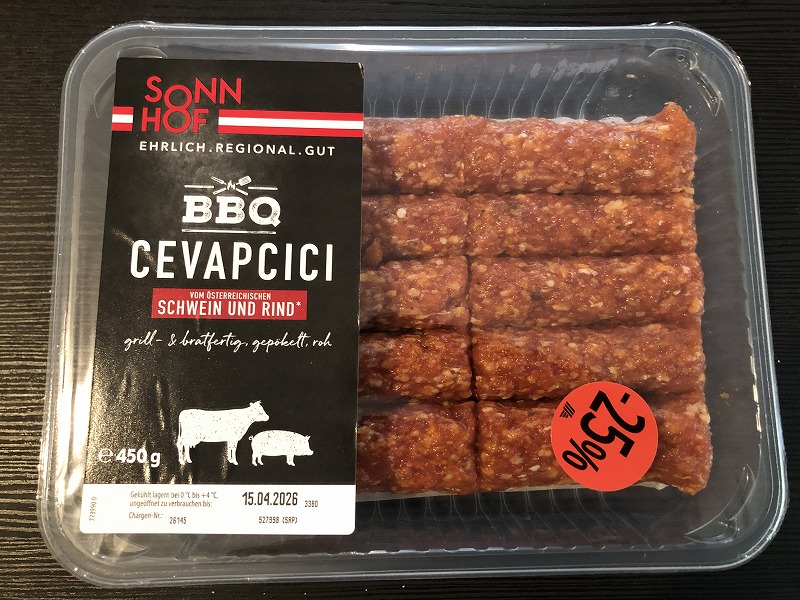 SONN
HOF
EHRLICH.REGIONAL.GUT
BBQ
CEVAPCICI
VOM ÖSTERREICHISCHEN
SCHWEIN UND RIND*
grill- & bratfertig, gepökelt, roh
℮ 450 g
Gekühlt lagern bei 0 °C bis +4 °C,
ungeöffnet zu verbrauchen bis:
15.04.2026 3380
Chargen-Nr.: 26145 527998 (SRP)
-25%